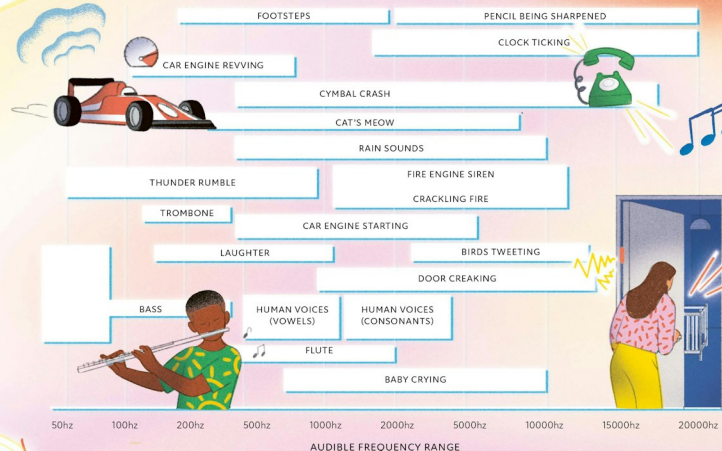 FOOTSTEPS
PENCIL BEING SHARPENED
CLOCK TICKING
CAR ENGINE REVVING
CYMBAL CRASH
CAT'S MEOW
RAIN SOUNDS
FIRE ENGINE SIREN
THUNDER RUMBLE
CRACKLING FIRE
TROMBONE
CAR ENGINE STARTING
LAUGHTER
BIRDS TWEETING
DOOR CREAKING
BASS
HUMAN VOICES
(VOWELS)
HUMAN VOICES
(CONSONANTS)
FLUTE
BABY CRYING
50hz 100hz 200hz 500hz 1000hz 2000hz 5000hz 10000hz 15000hz 20000hz
AUDIBLE FREQUENCY RANGE